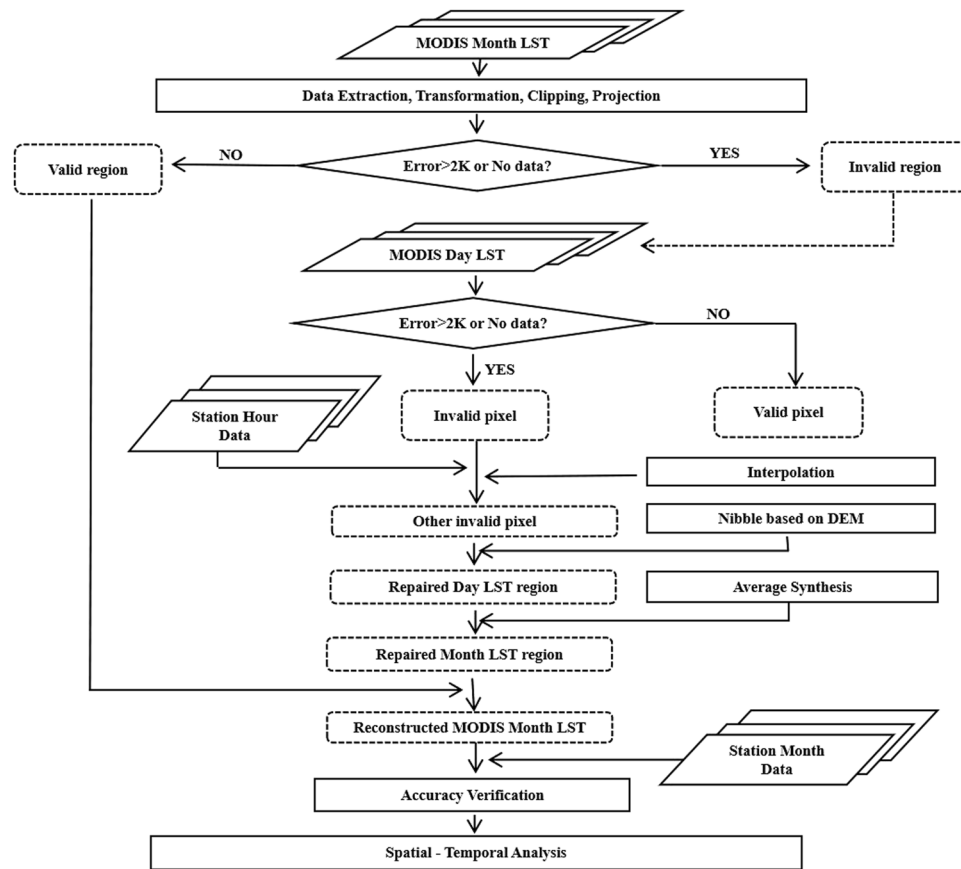 MODIS Month LST
Data Extraction, Transformation, Clipping, Projection
Valid region
NO
Error>2K or No data?
YES
Invalid region
MODIS Day LST
Error>2K or No data?
NO
YES
Station Hour
Data
Invalid pixel
Valid pixel
Interpolation
Other invalid pixel
Nibble based on DEM
Repaired Day LST region
Average Synthesis
Repaired Month LST region
Reconstructed MODIS Month LST
Station Month
Data
Accuracy Verification
Spatial - Temporal Analysis